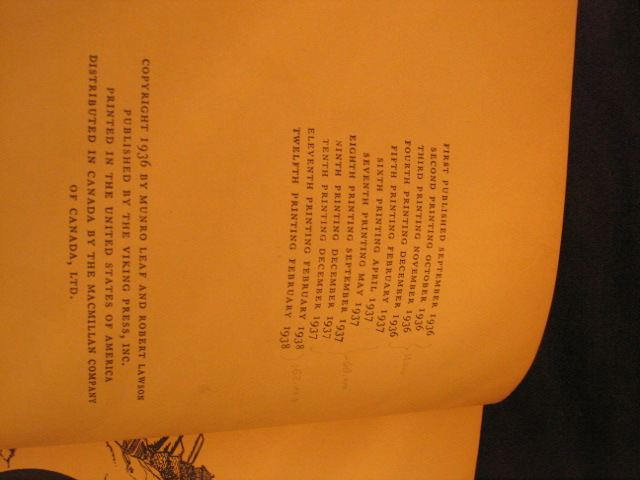 FIRST PUBLISHED SEPTEMBER 1936
SECOND PRINTING OCTOBER 1936
THIRD PRINTING NOVEMBER 1936
FOURTH PRINTING DECEMBER 1936
FIFTH PRINTING FEBRUARY 1936
SIXTH PRINTING APRIL 1937
SEVENTH PRINTING MAY 1937
EIGHTH PRINTING SEPTEMBER 1937
NINTH PRINTING DECEMBER 1937
TENTH PRINTING DECEMBER 1937
ELEVENTH PRINTING FEBRUARY 1938
TWELFTH PRINTING FEBRUARY 1938
COPYRIGHT 1936 BY MUNRO LEAF AND ROBERT LAWSON
PUBLISHED BY THE VIKING PRESS, INC.
PRINTED IN THE UNITED STATES OF AMERICA
DISTRIBUTED IN CANADA BY THE MACMILLAN COMPANY
OF CANADA, LTD.